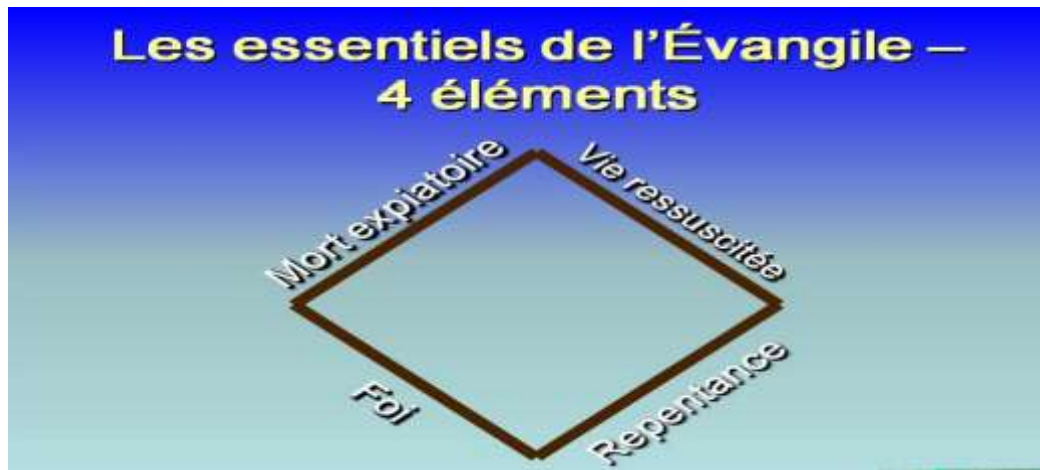 Les essentiels de l'Évangile –
4 éléments
Mort expiatoire
Vie ressuscitée
Foi
Repentance